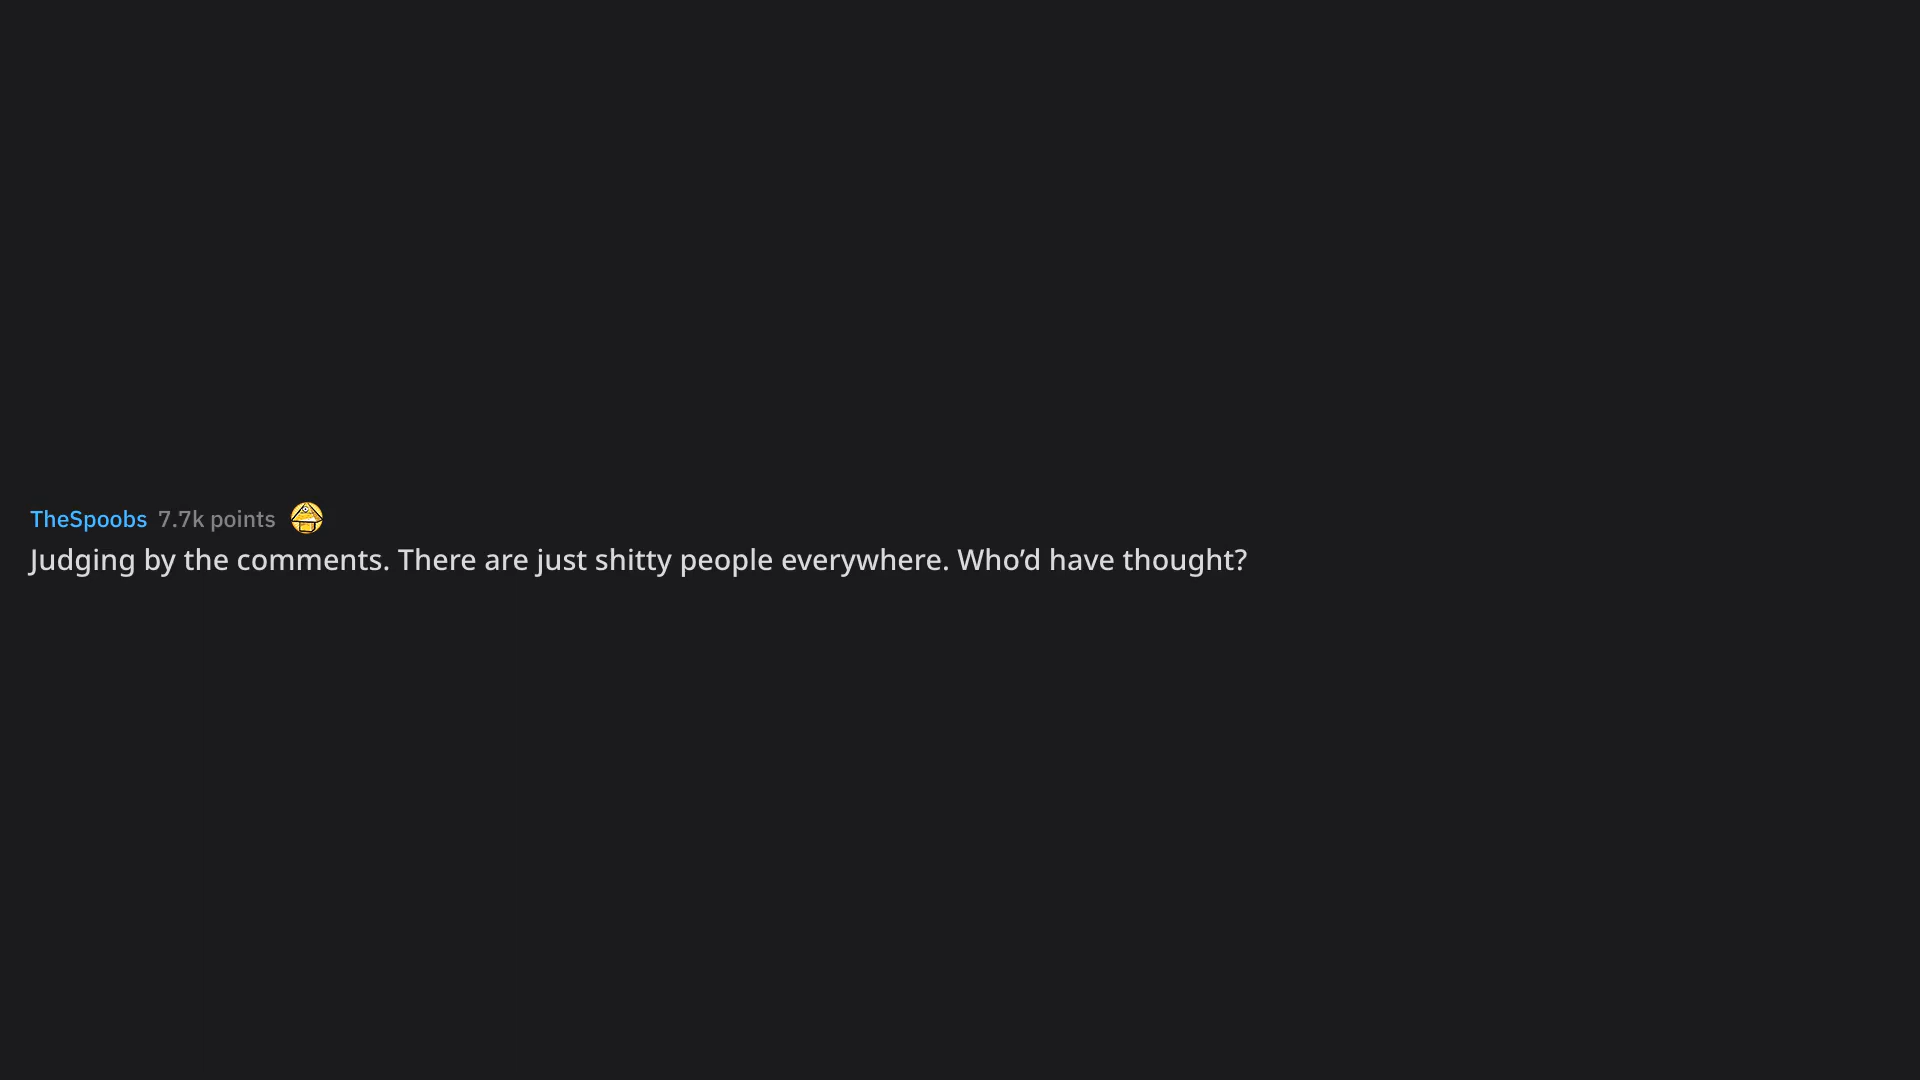 TheSpoobs 7.7k points
Judging by the comments. There are just shitty people everywhere. Who’d have thought?